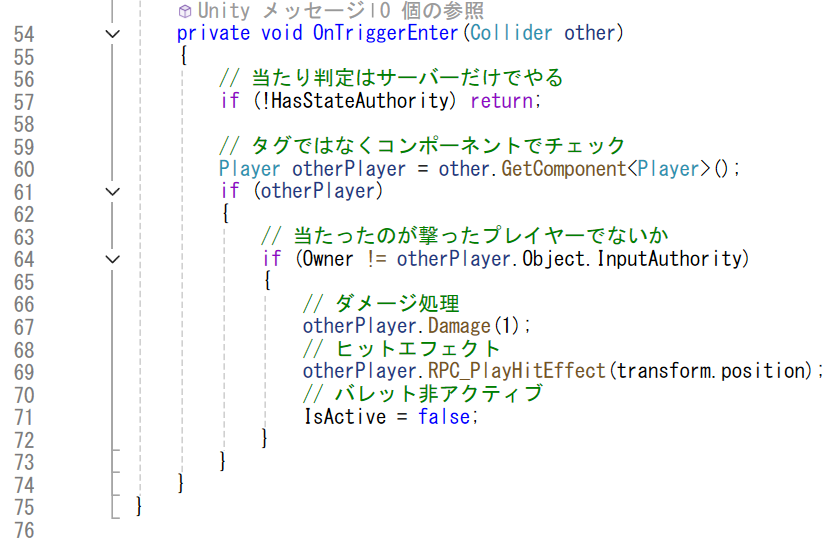 Unity メッセージ|0 個の参照
54 private void OnTriggerEnter(Collider other)
55 {
56 // 当たり判定はサーバーだけでやる
57 if (!HasStateAuthority) return;
58
59 // タグではなくコンポーネントでチェック
60 Player otherPlayer = other.GetComponent<Player>();
61 if (otherPlayer)
62 {
63 // 当たったのが撃ったプレイヤーでないか
64 if (Owner != otherPlayer.Object.InputAuthority)
65 {
66 // ダメージ処理
67 otherPlayer.Damage(1);
68 // ヒットエフェクト
69 otherPlayer.RPC_PlayHitEffect(transform.position);
70 // バレット非アクティブ
71 IsActive = false;
72 }
73 }
74 }
75 }
76